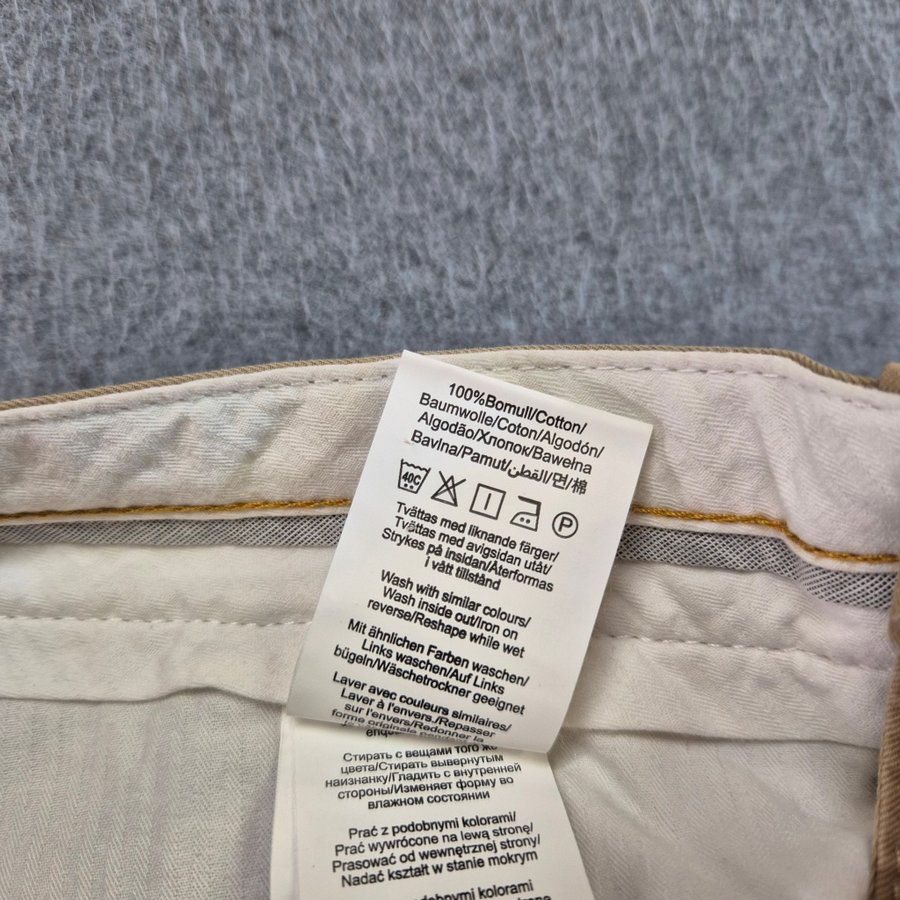 100%Bomull/Cotton/
Baumwolle/Coton/Algodón/
Algodão/Хлопок/Bawełna
Bavlna/Pamut/القطن/면/棉
40C P
Tvättas med liknande färger/
Tvättas med avigsidan utåt/
Strykes på insidan/Återformas
i vått tillstånd
Wash with similar colours/
Wash inside out/Iron on
reverse/Reshape while wet
Mit ähnlichen Farben waschen/
Links waschen/Auf Links
bügeln/Wäschetrockner geeignet
Laver avec couleurs similaires/
Laver à l'envers./Repasser
sur l'envers/Redonner la
forme originale
Стирать с вещами того же
цвета/Стирать вывернутым
наизнанку/Гладить с внутренней
стороны/Изменяет форму во
влажном состоянии
Prać z podobnymi kolorami/
Prać wywrócone na lewą stronę/
Prasować od wewnętrznej strony/
Nadać kształt w stanie mokrym
kolorami